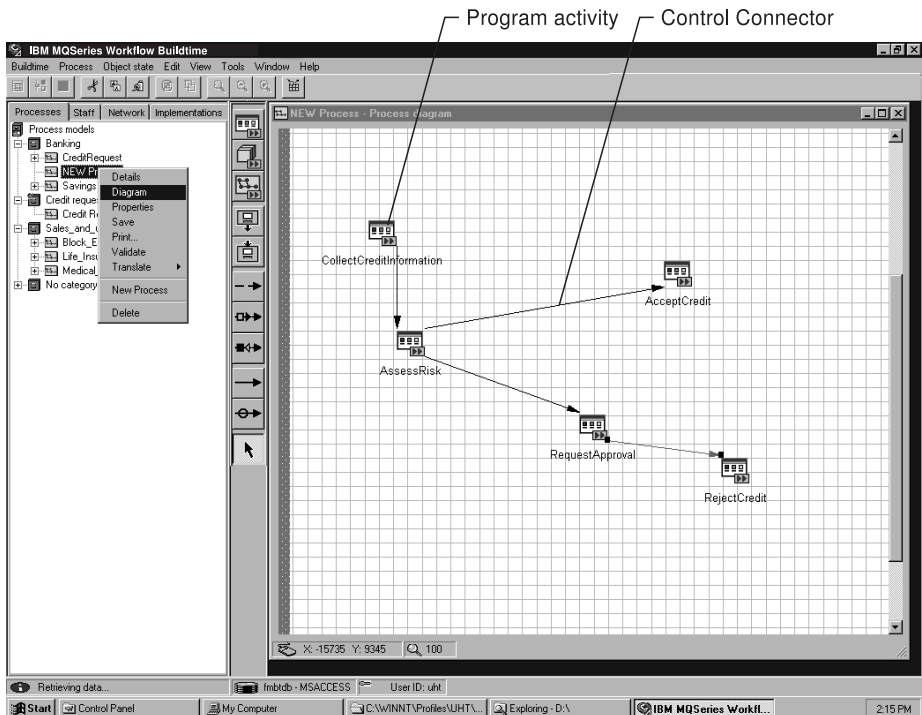 Program activity
Control Connector
IBM MQSeries Workflow Buildtime
Buildtime Process Object state Edit View Tools Window Help
Processes Staff Network Implementations
Process models
Banking
CreditRequest
NEW Pr
Savings
Credit reques
Credit Re
Sales_and_u
Block_E
Life_Insu
Medical_
No category
Details
Diagram
Properties
Save
Print...
Validate
Translate
New Process
Delete
NEW Process - Process diagram
CollectCreditInformation
AcceptCredit
AssessRisk
RequestApproval
RejectCredit
X: -15735 Y: 9345 100
Retrieving data... fmbtdb - MSACCESS User ID: uht
Start Control Panel My Computer C:\WINNT\Profiles\UHT\... Exploring - D:\ IBM MQSeries Workfl... 2:15 PM